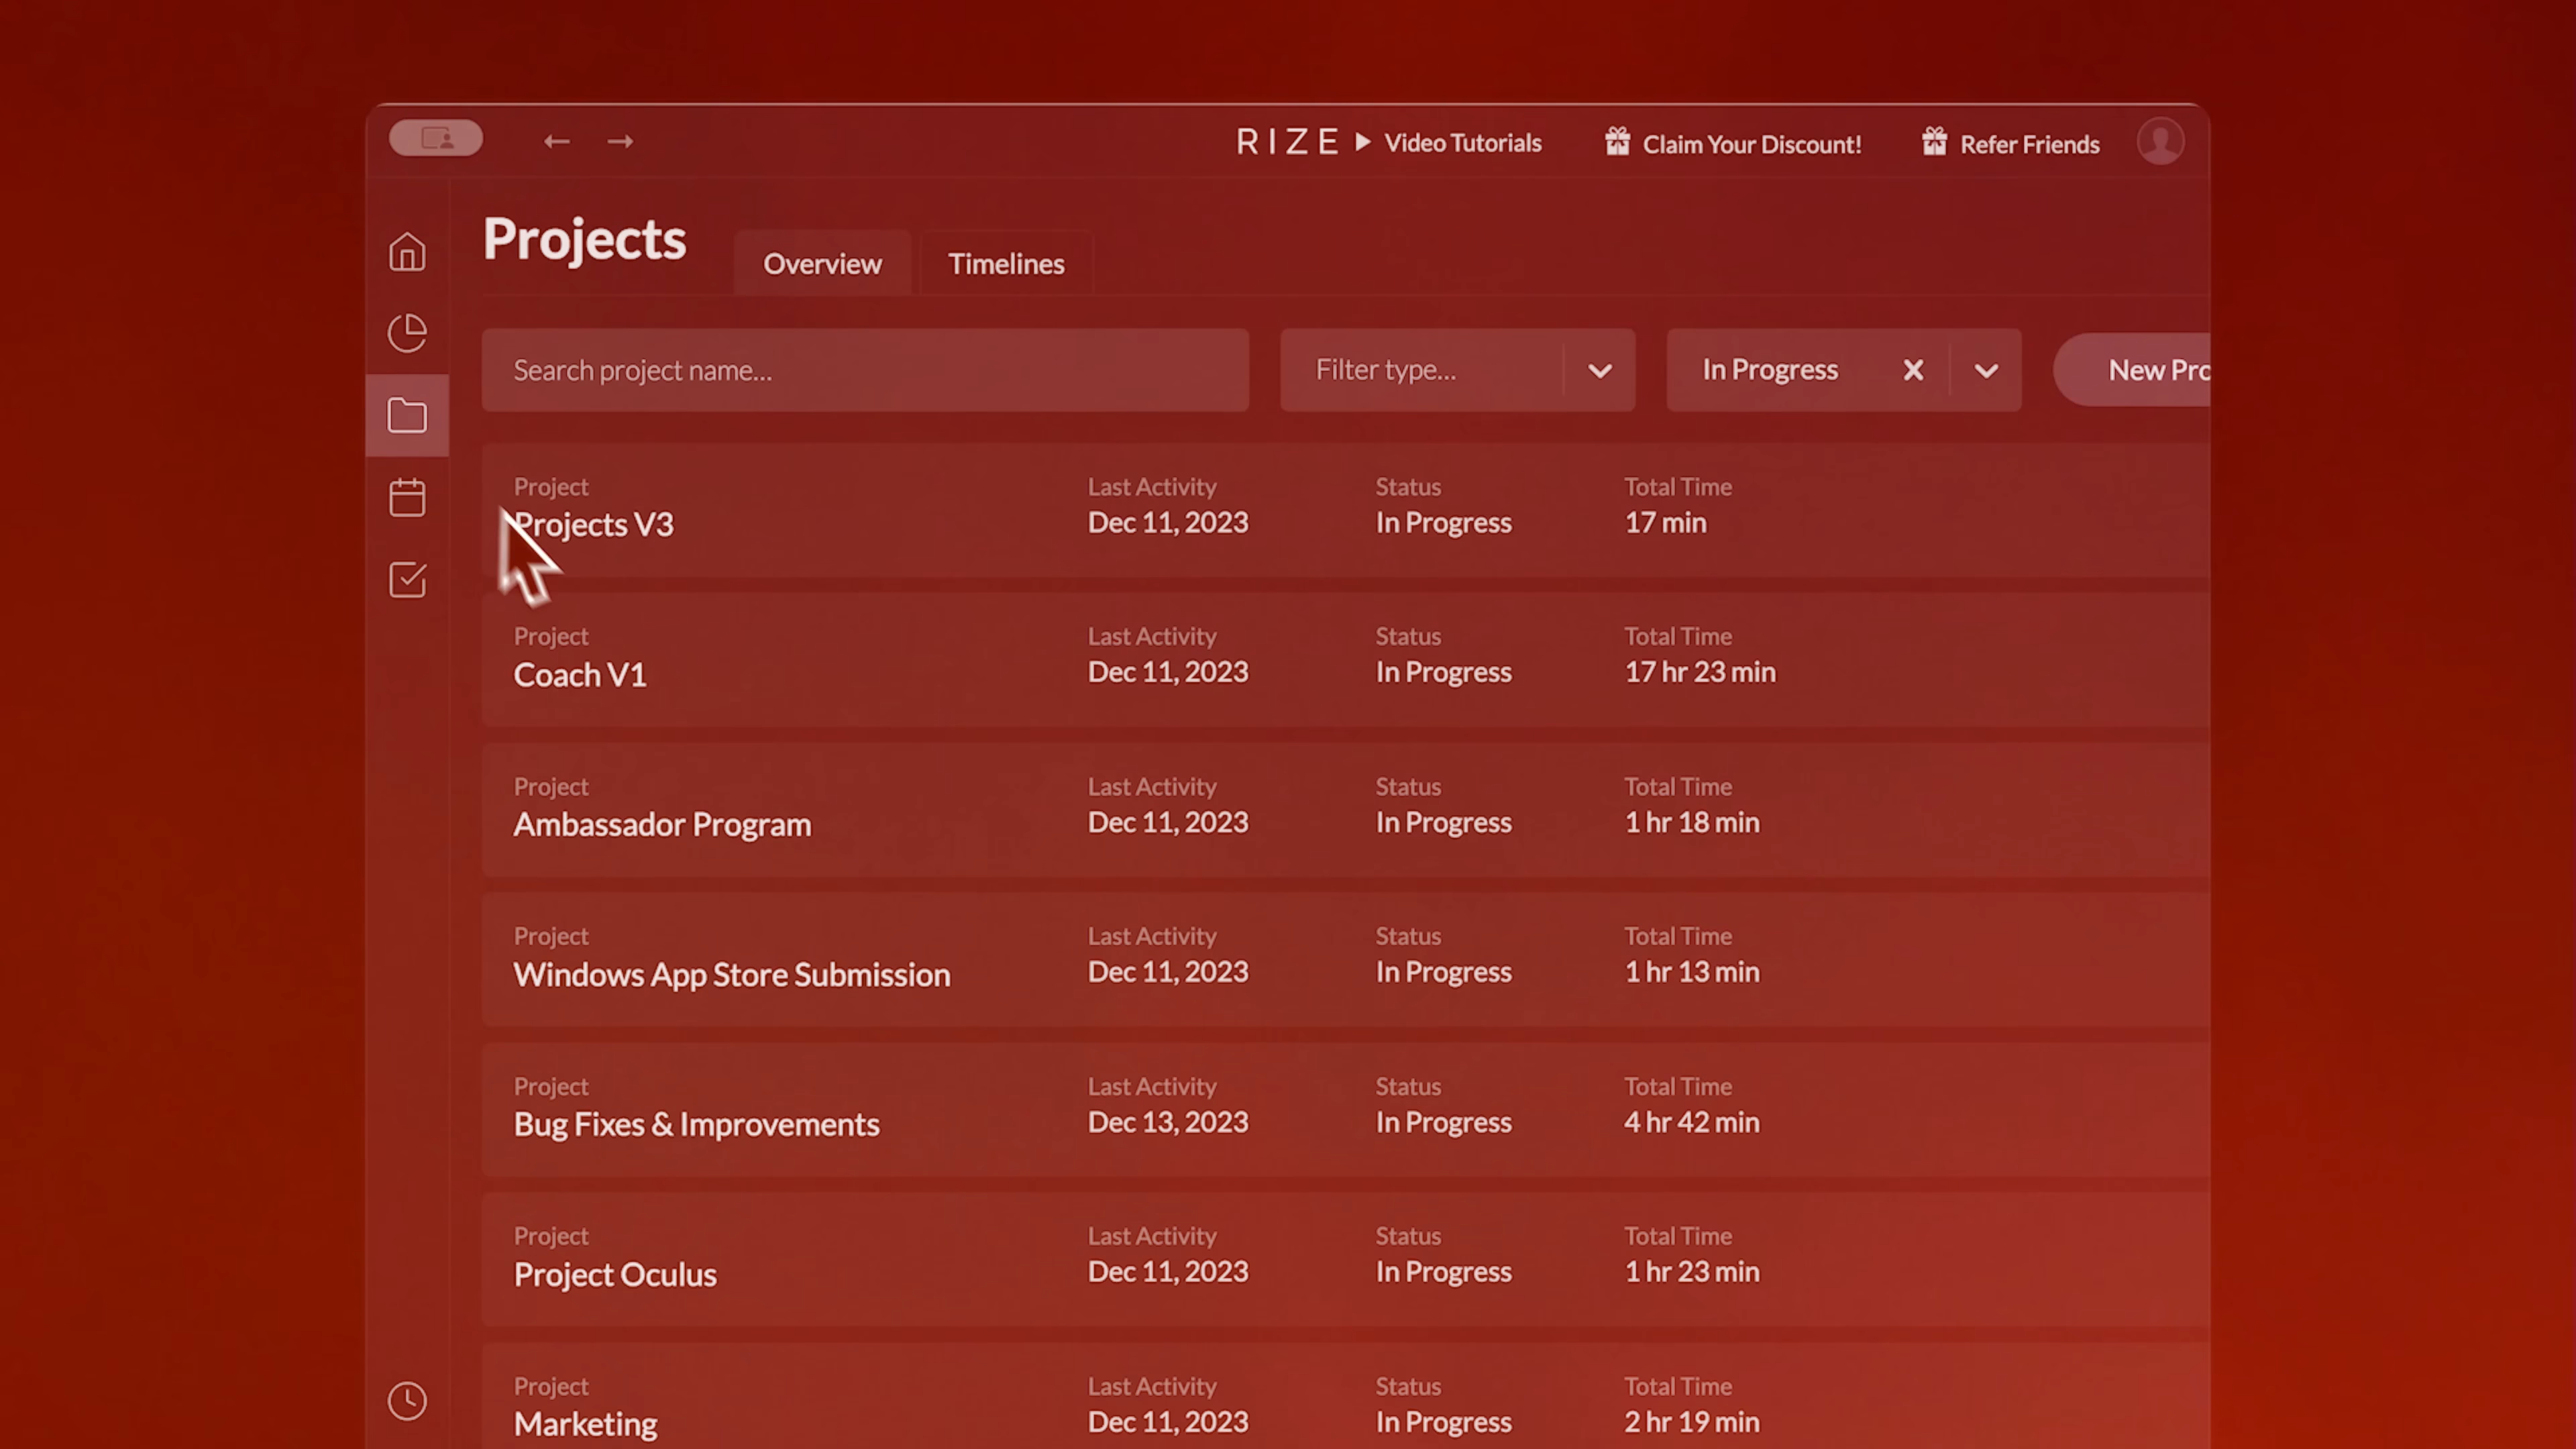 RIZE
Video Tutorials
Claim Your Discount!
Refer Friends
Projects
Overview
Timelines
Search project name...
Filter type...
In Progress
New Pro
Project
Last Activity
Status
Total Time
Projects V3
Dec 11, 2023
In Progress
17 min
Project
Last Activity
Status
Total Time
Coach V1
Dec 11, 2023
In Progress
17 hr 23 min
Project
Last Activity
Status
Total Time
Ambassador Program
Dec 11, 2023
In Progress
1 hr 18 min
Project
Last Activity
Status
Total Time
Windows App Store Submission
Dec 11, 2023
In Progress
1 hr 13 min
Project
Last Activity
Status
Total Time
Bug Fixes & Improvements
Dec 13, 2023
In Progress
4 hr 42 min
Project
Last Activity
Status
Total Time
Project Oculus
Dec 11, 2023
In Progress
1 hr 23 min
Project
Last Activity
Status
Total Time
Marketing
Dec 11, 2023
In Progress
2 hr 19 min